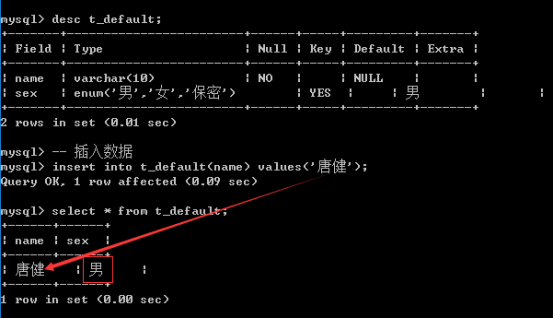 mysql> desc t_default;
+-------+-----------------------+------+-----+---------+-------+
| Field | Type | Null | Key | Default | Extra |
+-------+-----------------------+------+-----+---------+-------+
| name | varchar(10) | NO | | NULL | |
| sex | enum('男','女','保密') | YES | | 男 | |
+-------+-----------------------+------+-----+---------+-------+
2 rows in set (0.01 sec)
mysql> -- 插入数据
mysql> insert into t_default(name) values('唐健');
Query OK, 1 row affected (0.09 sec)
mysql> select * from t_default;
+------+------+
| name | sex |
+------+------+
| 唐健 | 男 |
+------+------+
1 row in set (0.00 sec)